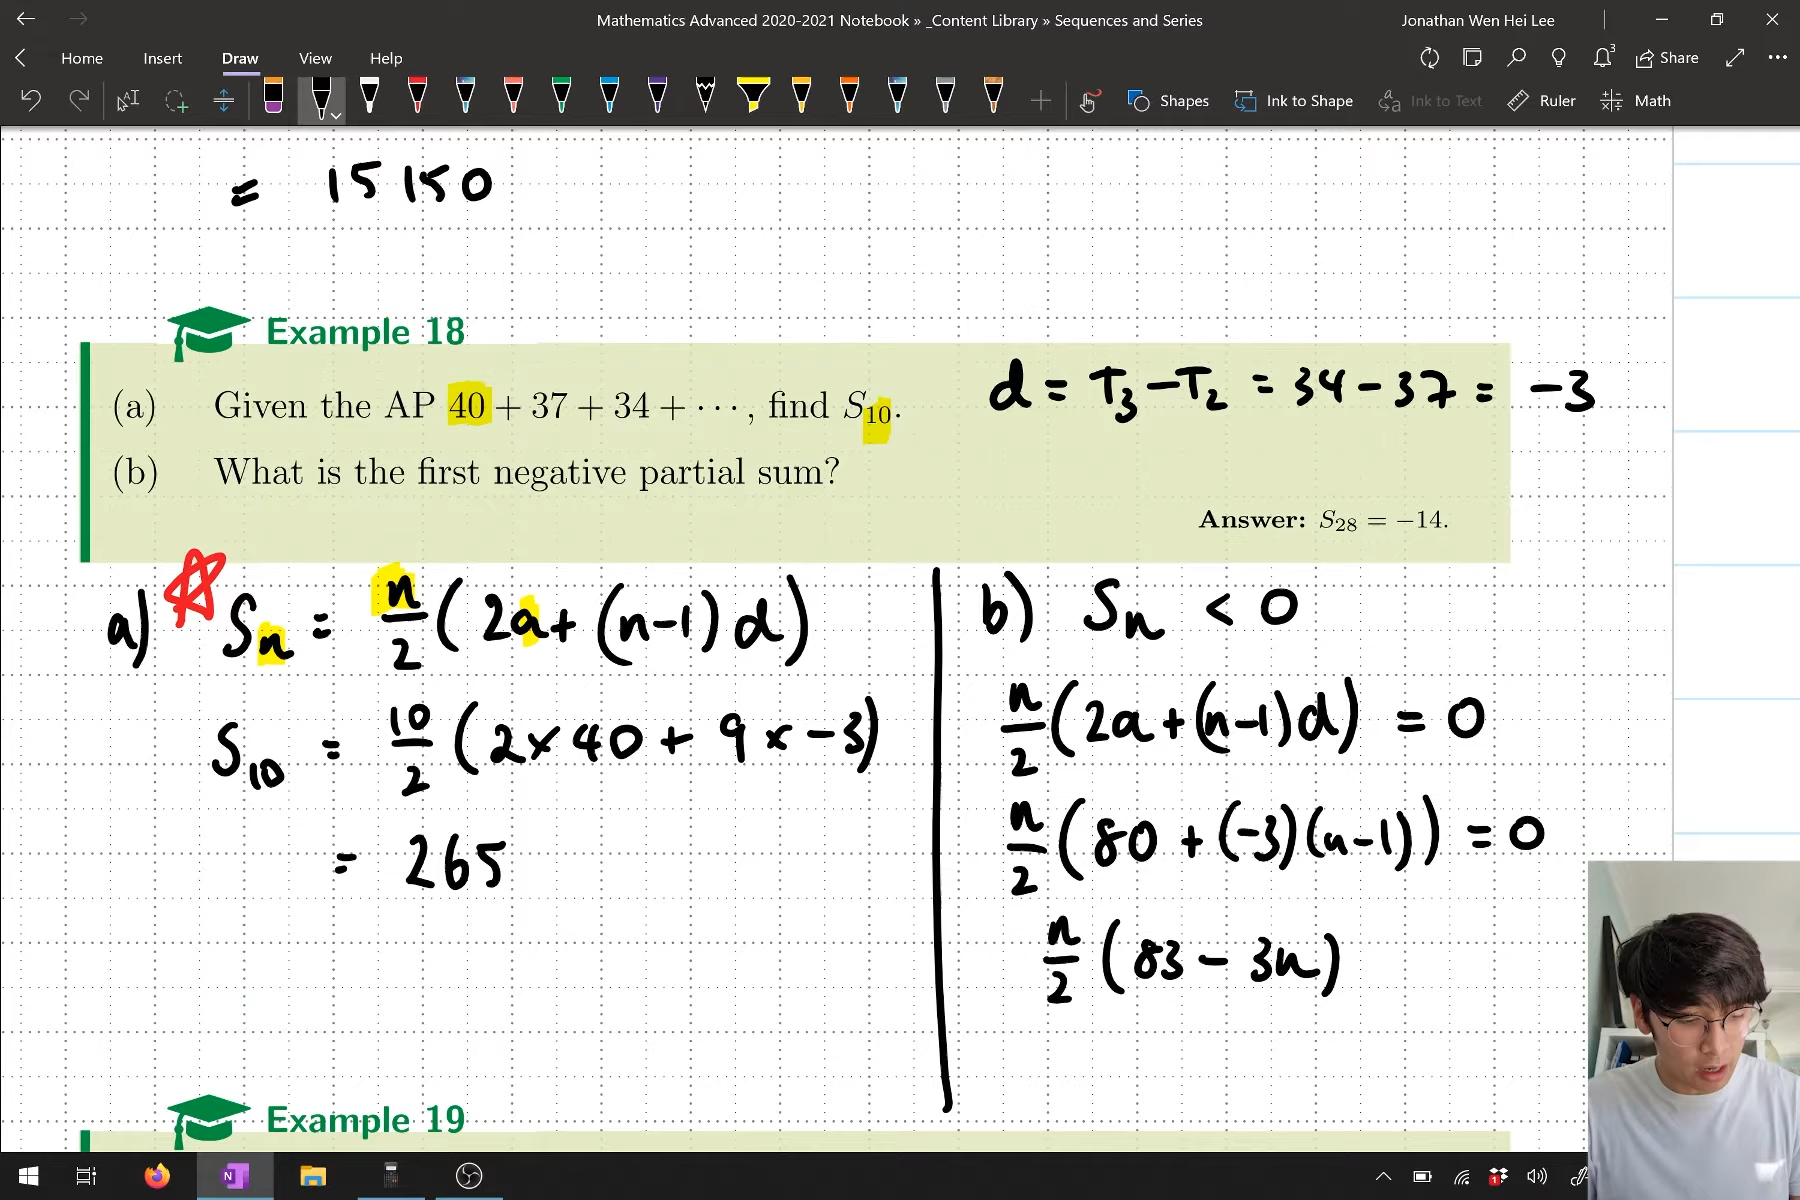 Mathematics Advanced 2020-2021 Notebook » _Content Library » Sequences and Series
Jonathan Wen Hei Lee
Home Insert Draw View Help
3
Share
Shapes
Ink to Shape
Ink to Text
Ruler
Math
= 15 150
Example 18
(a) Given the AP 40 + 37 + 34 + ⋯, find S₁₀.
d = T₃ − T₂ = 34 − 37 = −3
(b) What is the first negative partial sum?
Answer: S₂₈ = −14.
a) Sₙ = n/2 (2a + (n−1) d)
S₁₀ = 10/2 (2 × 40 + 9 × −3)
= 265
b) Sₙ < 0
n/2 (2a + (n−1) d) = 0
n/2 (80 + (−3)(n−1)) = 0
n/2 (83 − 3n)
Example 19
N
1